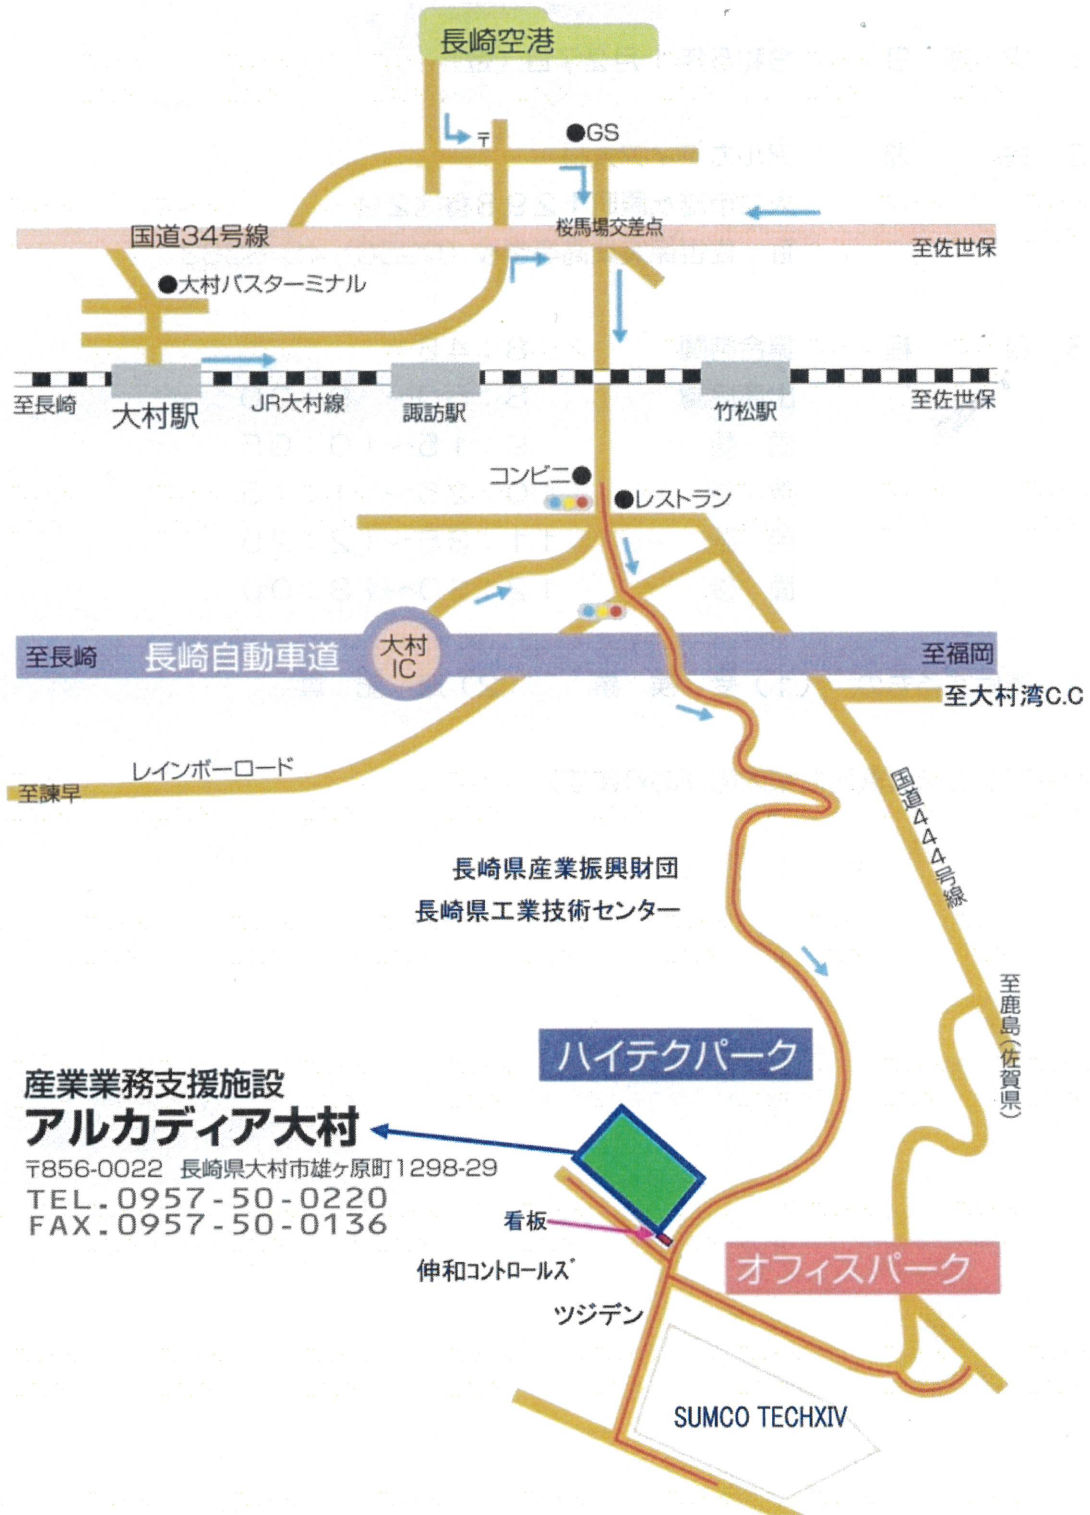 長崎空港
〒
●GS
国道34号線
桜馬場交差点
至佐世保
●大村バスターミナル
至長崎
大村駅
JR大村線
諏訪駅
竹松駅
至佐世保
コンビニ●
●レストラン
至長崎
長崎自動車道
大村
IC
至福岡
至大村湾C.C
レインボーロード
至諫早
国道444号線
長崎県産業振興財団
長崎県工業技術センター
至鹿島(佐賀県)
ハイテクパーク
産業業務支援施設
アルカディア大村
〒856-0022 長崎県大村市雄ヶ原町1298-29
TEL.0957-50-0220
FAX.0957-50-0136
看板
伸和コントロールズ
オフィスパーク
ツジデン
SUMCO TECHXIV